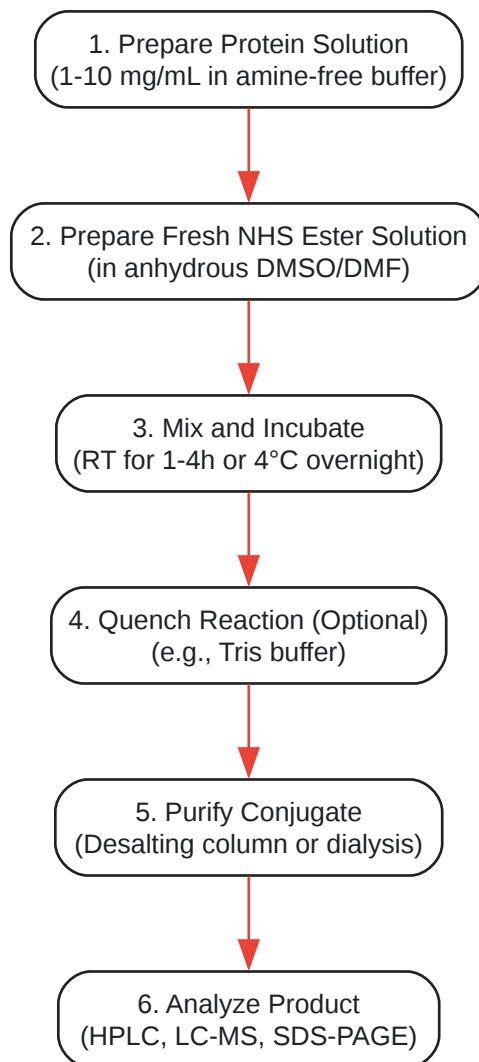 1. Prepare Protein Solution
(1-10 mg/mL in amine-free buffer)
2. Prepare Fresh NHS Ester Solution
(in anhydrous DMSO/DMF)
3. Mix and Incubate
(RT for 1-4h or 4°C overnight)
4. Quench Reaction (Optional)
(e.g., Tris buffer)
5. Purify Conjugate
(Desalting column or dialysis)
6. Analyze Product
(HPLC, LC-MS, SDS-PAGE)